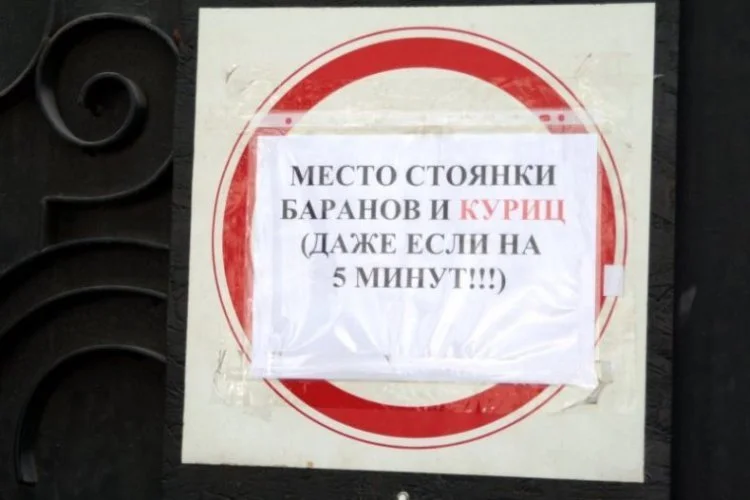 МЕСТО СТОЯНКИ
БАРАНОВ И КУРИЦ
(ДАЖЕ ЕСЛИ НА
5 МИНУТ!!!)